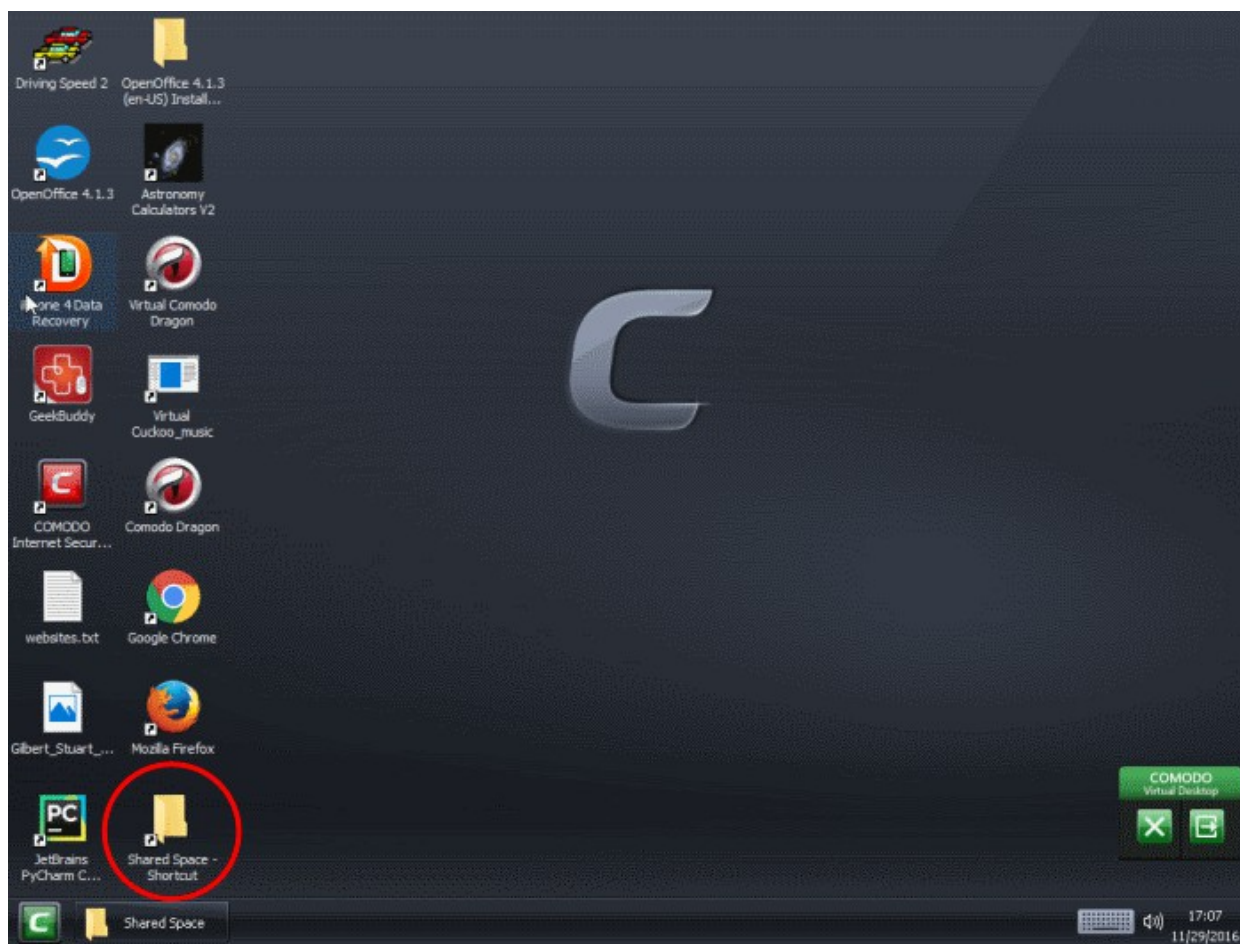 Driving Speed 2
OpenOffice 4.1.3
(en-US) Install...
OpenOffice 4.1.3
Astronomy
Calculators V2
iPhone 4 Data
Recovery
Virtual Comodo
Dragon
GeekBuddy
Virtual
Cuckoo_music
COMODO
Internet Secur...
Comodo Dragon
websites.txt
Google Chrome
Gilbert_Stuart_...
Mozilla Firefox
PC
JetBrains
PyCharm C...
Shared Space -
Shortcut
C
COMODO
Virtual Desktop
C
Shared Space
17:07
11/29/2016